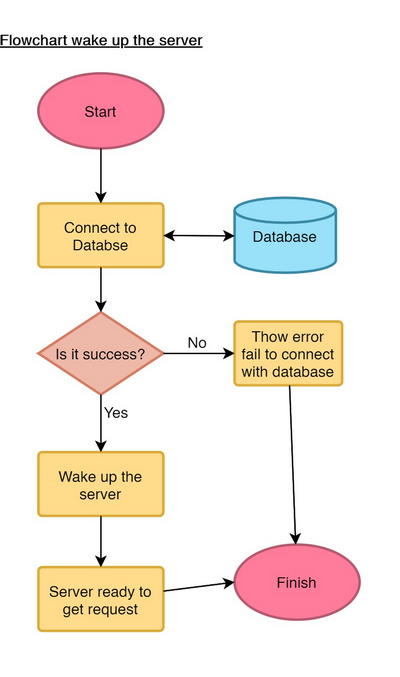 Flowchart wake up the server
Start
Connect to
Databse
Database
Is it success?
No
Thow error
fail to connect
with database
Yes
Wake up the
server
Server ready to
get request
Finish